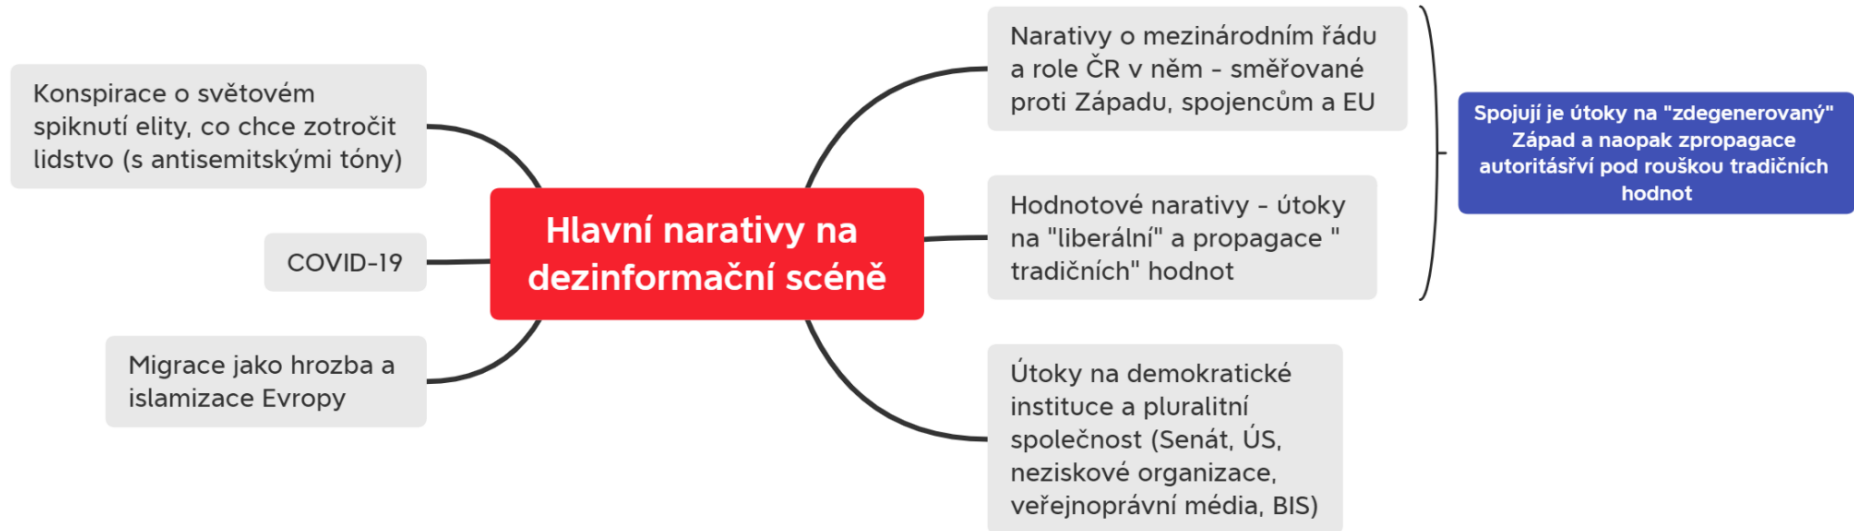 Konspirace o světovém
spiknutí elity, co chce zotročit
lidstvo (s antisemitskými tóny)
COVID-19
Migrace jako hrozba a
islamizace Evropy
Hlavní narativy na
dezinformační scéně
Narativy o mezinárodním řádu
a role ČR v něm - směřované
proti Západu, spojencům a EU
Hodnotové narativy - útoky
na "liberální" a propagace "
tradičních" hodnot
Útoky na demokratické
instituce a pluralitní
společnost (Senát, ÚS,
neziskové organizace,
veřejnoprávní média, BIS)
Spojují je útoky na "zdegenerovaný"
Západ a naopak zpropagace
autoritásřví pod rouškou tradičních
hodnot